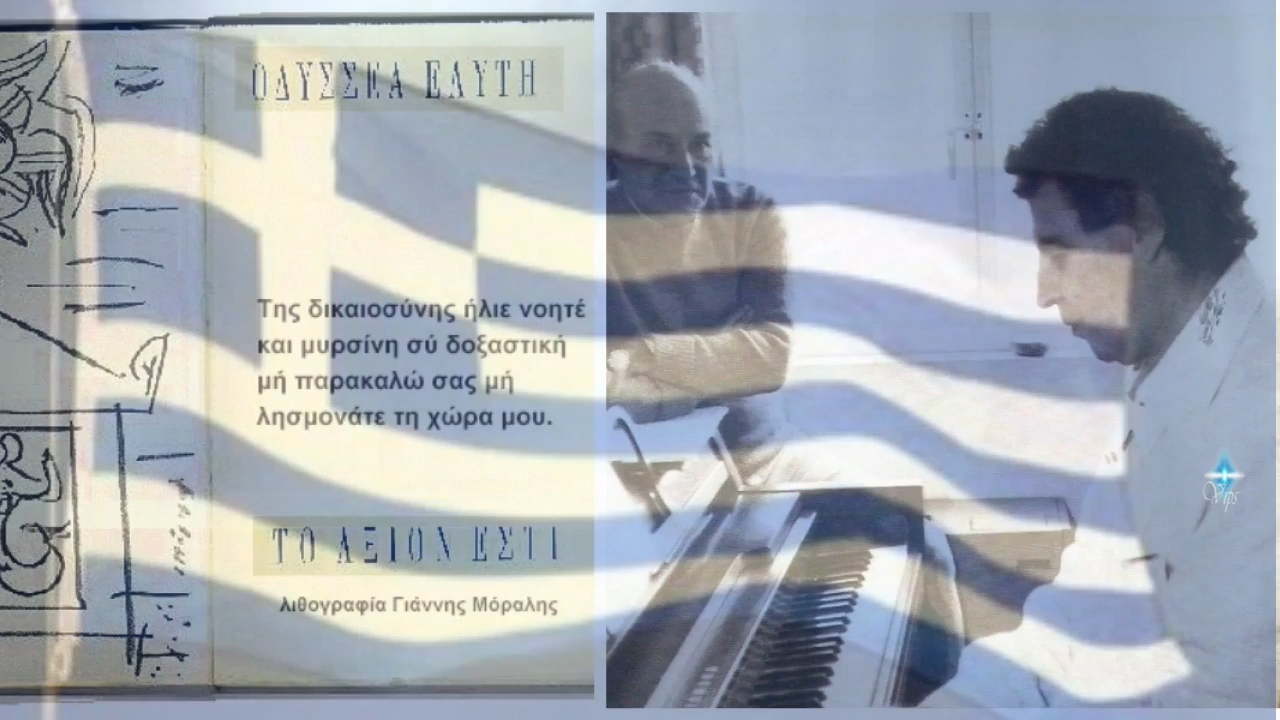 ΟΔΥΣΣΕΑ ΕΛΥΤΗ
Της δικαιοσύνης ήλιε νοητέ
και μυρσίνη σύ δοξαστική
μή παρακαλώ σας μή
λησμονάτε τη χώρα μου.
ΤΟ ΑΞΙΟΝ ΕΣΤΙ
λιθογραφία Γιάννης Μόραλης
Vips